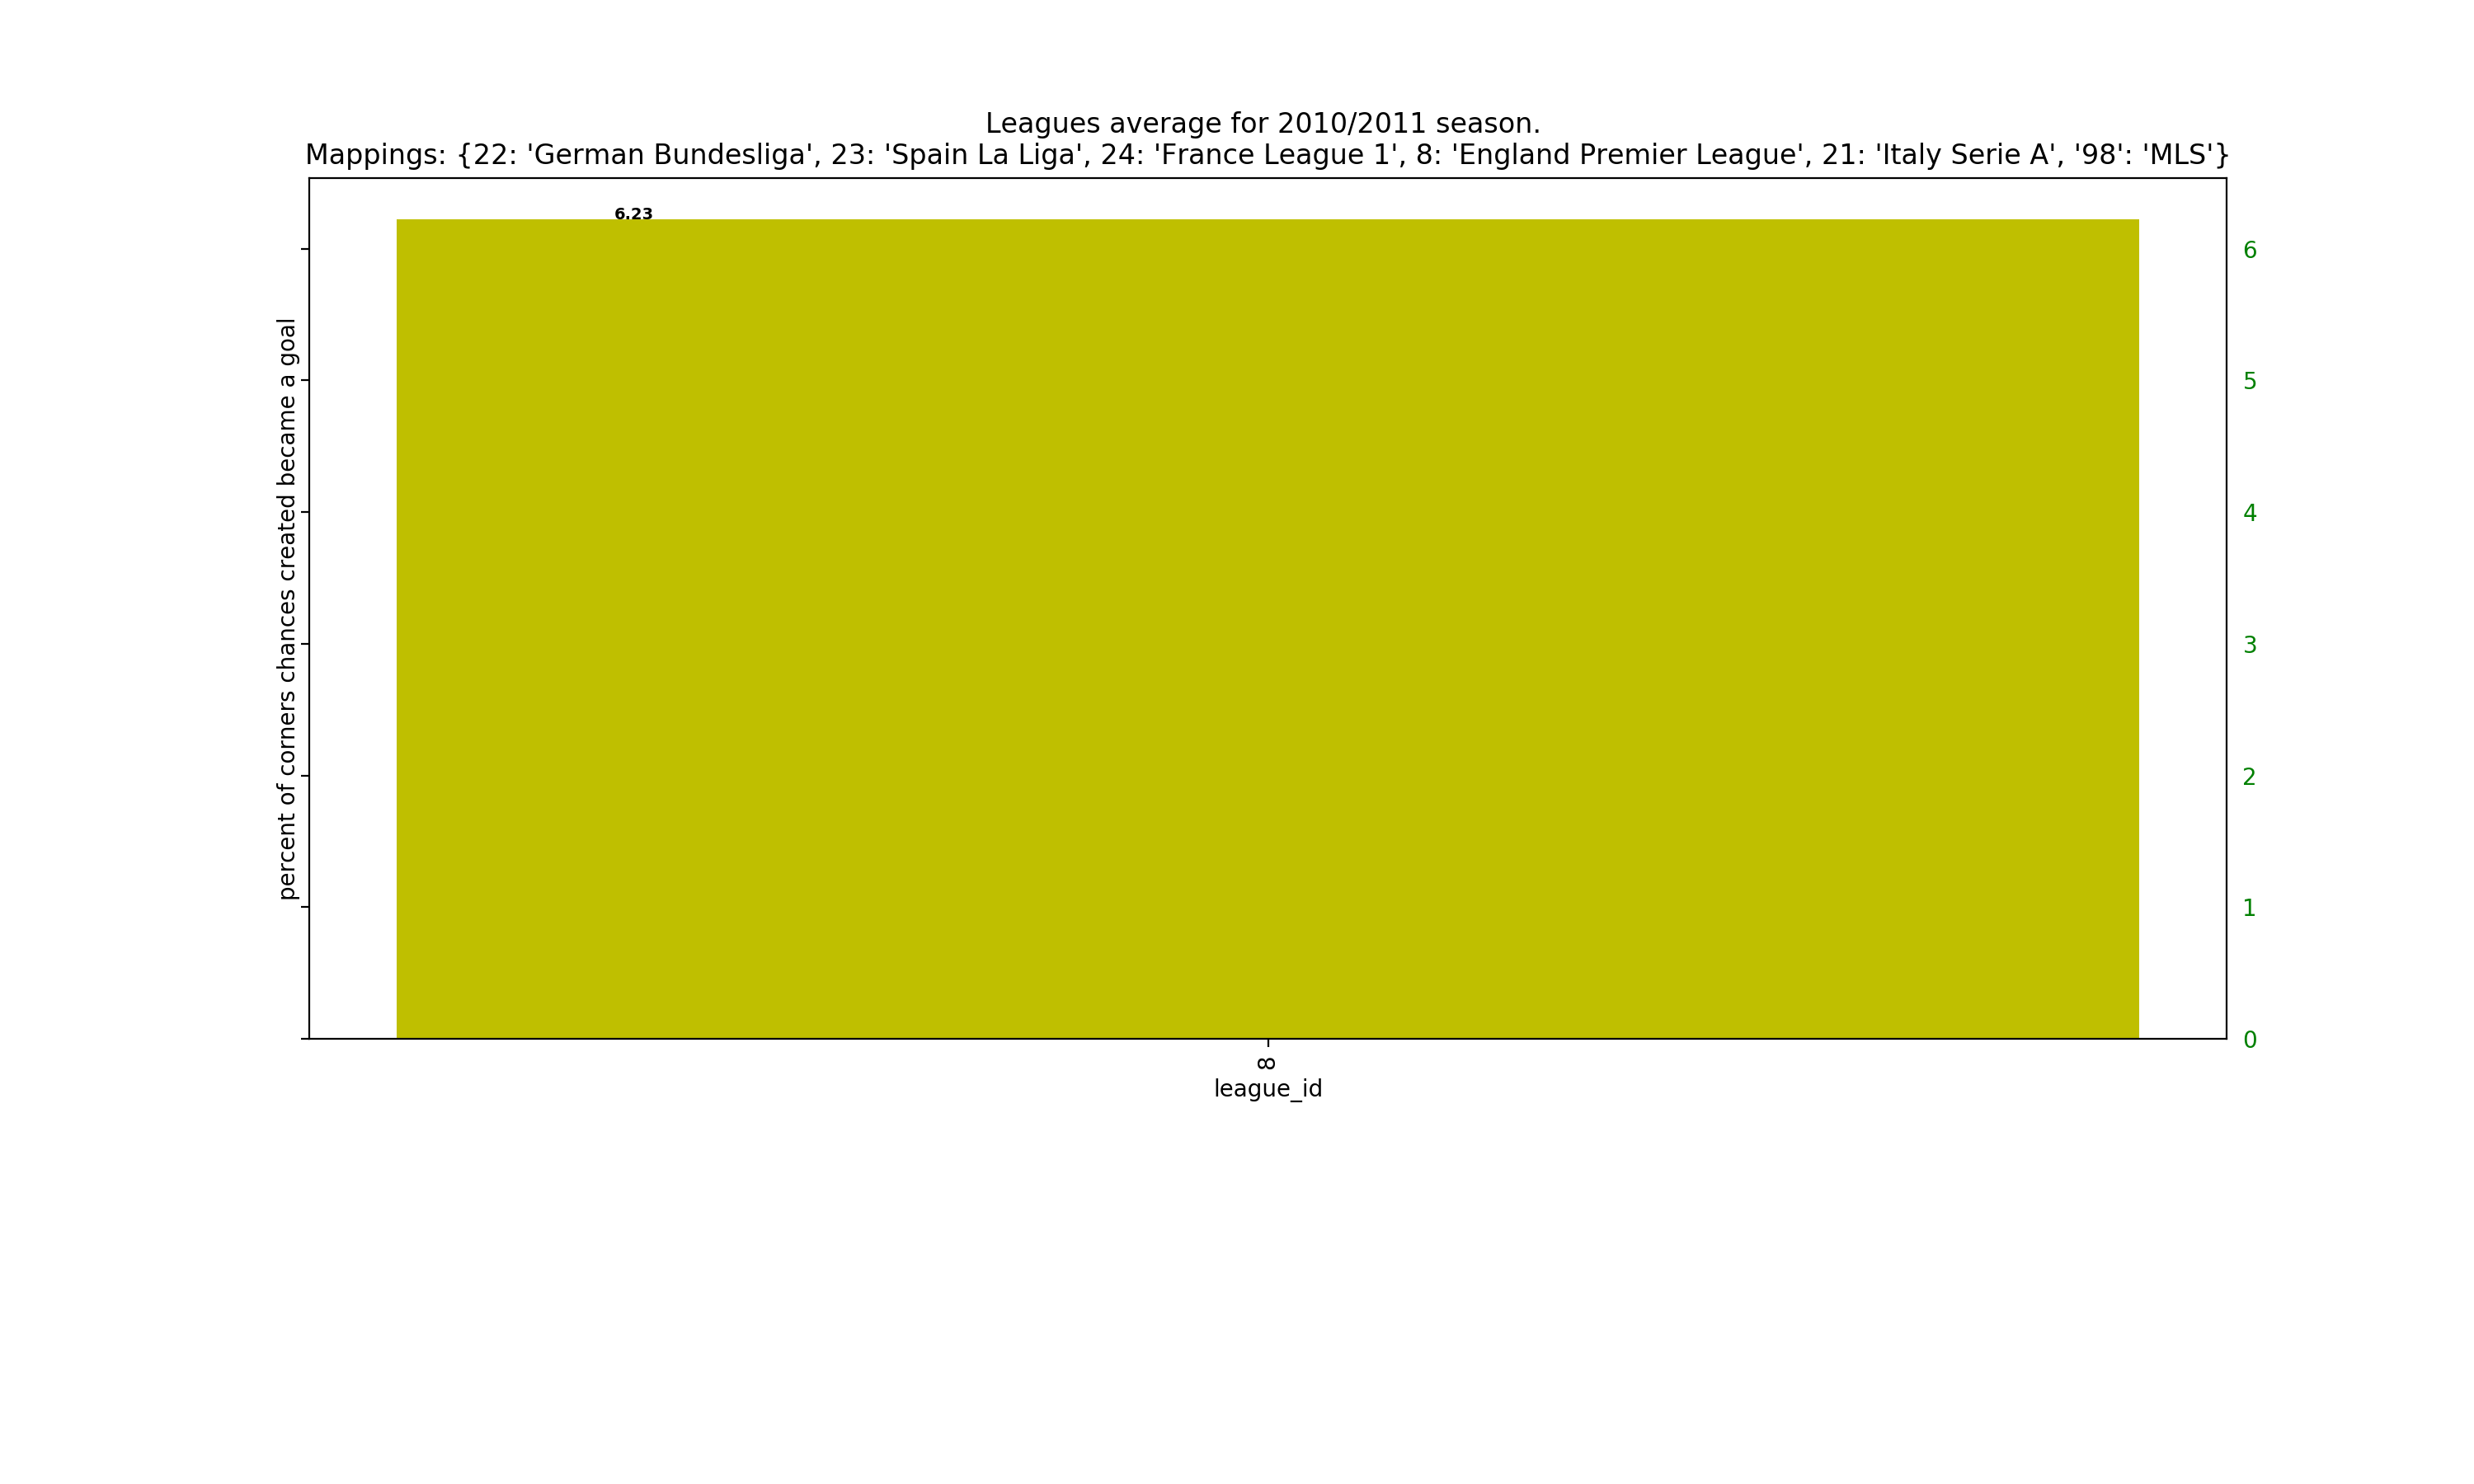 Leagues average for 2010/2011 season.
Mappings: {22: 'German Bundesliga', 23: 'Spain La Liga', 24: 'France League 1', 8: 'England Premier League', 21: 'Italy Serie A', '98': 'MLS'}
6.23
percent of corners chances created became a goal
6
5
4
3
2
1
0
8
league_id